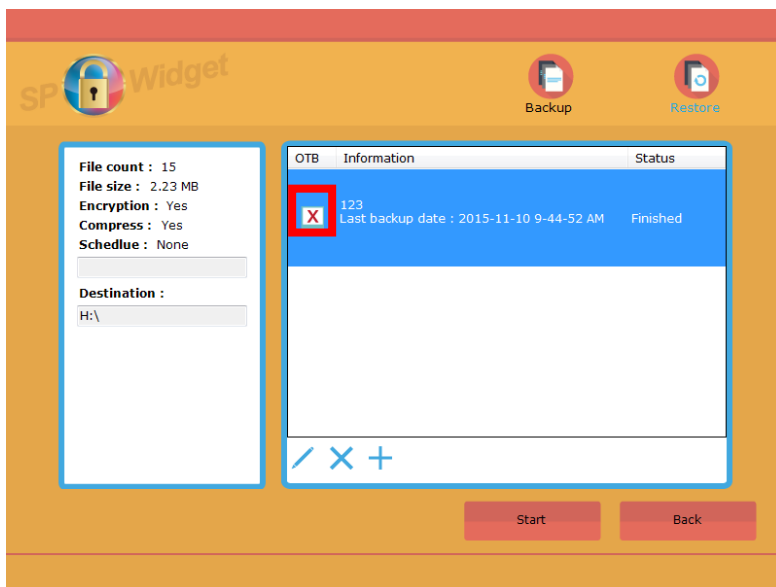 SP Widget
Backup
Restore
File count : 15
File size : 2.23 MB
Encryption : Yes
Compress : Yes
Schedlue : None
Destination :
H:\
OTB Information Status
X
123
Last backup date : 2015-11-10 9-44-52 AM Finished
Start
Back